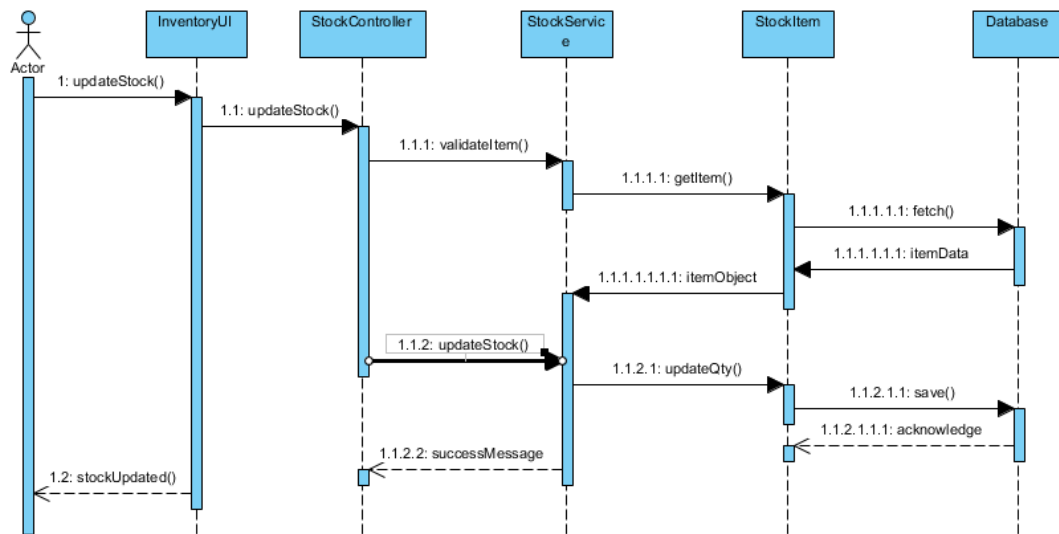 InventoryUI
StockController
StockServic
e
StockItem
Database
Actor
1: updateStock()
1.1: updateStock()
1.1.1: validateItem()
1.1.1.1: getItem()
1.1.1.1.1: fetch()
1.1.1.1.1.1: itemData
1.1.1.1.1.1.1: itemObject
1.1.2: updateStock()
1.1.2.1: updateQty()
1.1.2.1.1: save()
1.1.2.1.1.1: acknowledge
1.1.2.2: successMessage
1.2: stockUpdated()